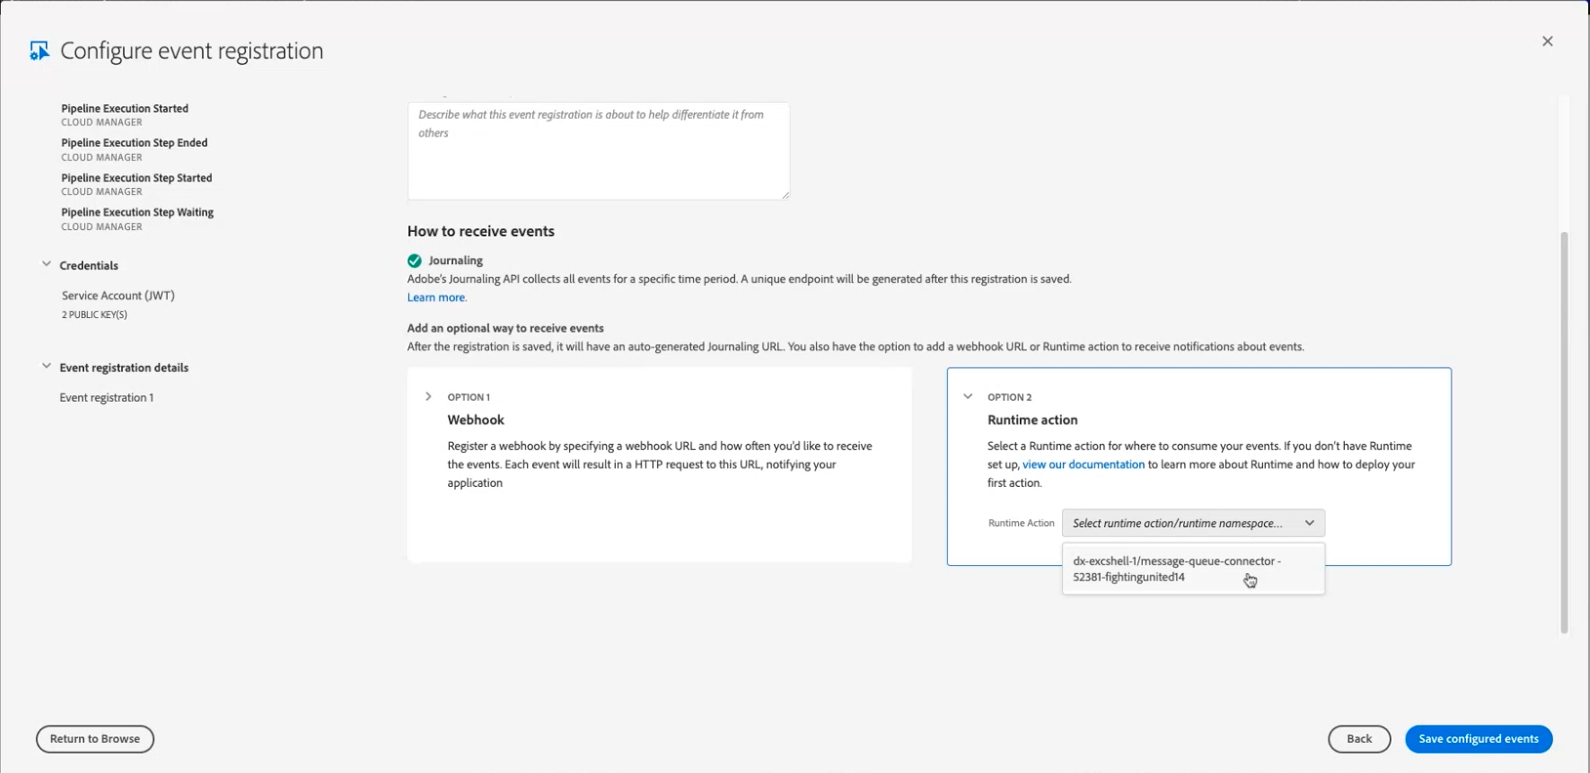 Configure event registration
Pipeline Execution Started
CLOUD MANAGER
Pipeline Execution Step Ended
CLOUD MANAGER
Pipeline Execution Step Started
CLOUD MANAGER
Pipeline Execution Step Waiting
CLOUD MANAGER
Credentials
Service Account (JWT)
2 PUBLIC KEY(S)
Event registration details
Event registration 1
Describe what this event registration is about to help differentiate it from
others
How to receive events
Journaling
Adobe's Journaling API collects all events for a specific time period. A unique endpoint will be generated after this registration is saved.
Learn more.
Add an optional way to receive events
After the registration is saved, it will have an auto-generated Journaling URL. You also have the option to add a webhook URL or Runtime action to receive notifications about events.
OPTION 1
Webhook
Register a webhook by specifying a webhook URL and how often you'd like to receive
the events. Each event will result in a HTTP request to this URL, notifying your
application
OPTION 2
Runtime action
Select a Runtime action for where to consume your events. If you don't have Runtime
set up, view our documentation to learn more about Runtime and how to deploy your
first action.
Runtime Action
Select runtime action/runtime namespace...
dx-excshell-1/message-queue-connector -
52381-fightingunited14
Return to Browse
Back
Save configured events